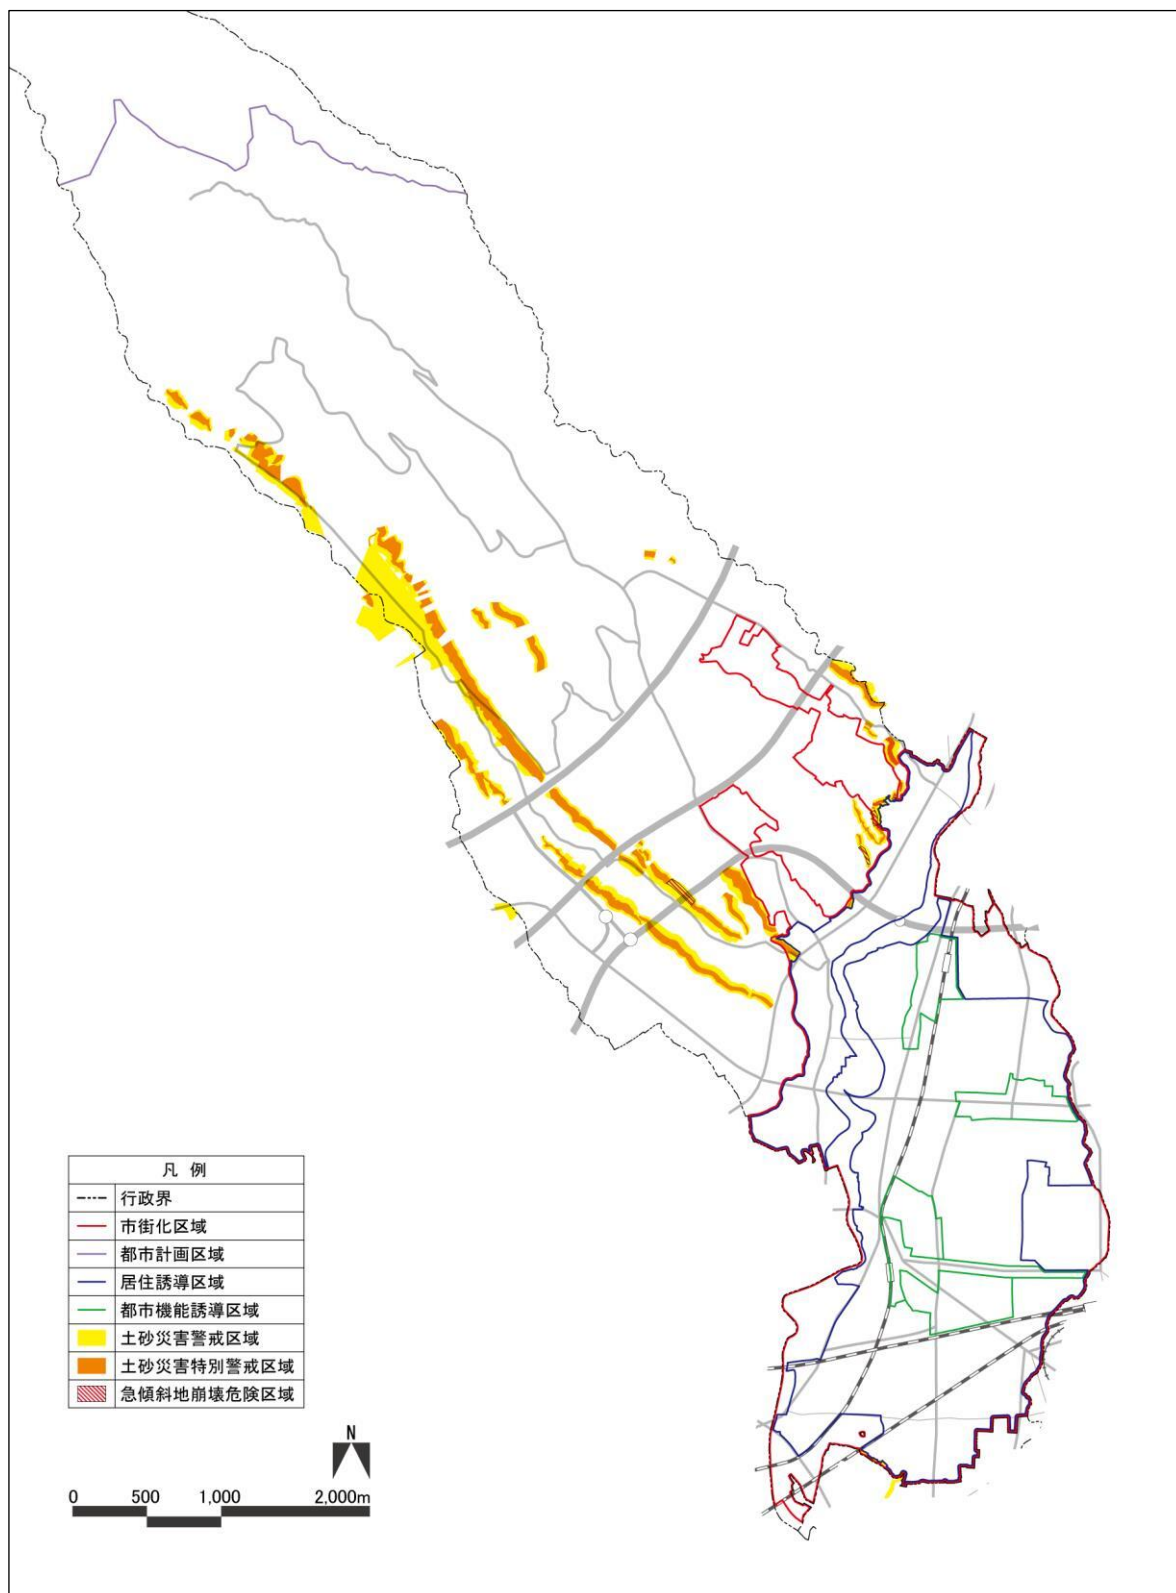 凡 例
行政界
市街化区域
都市計画区域
居住誘導区域
都市機能誘導区域
土砂災害警戒区域
土砂災害特別警戒区域
急傾斜地崩壊危険区域
N
0 500 1,000 2,000m